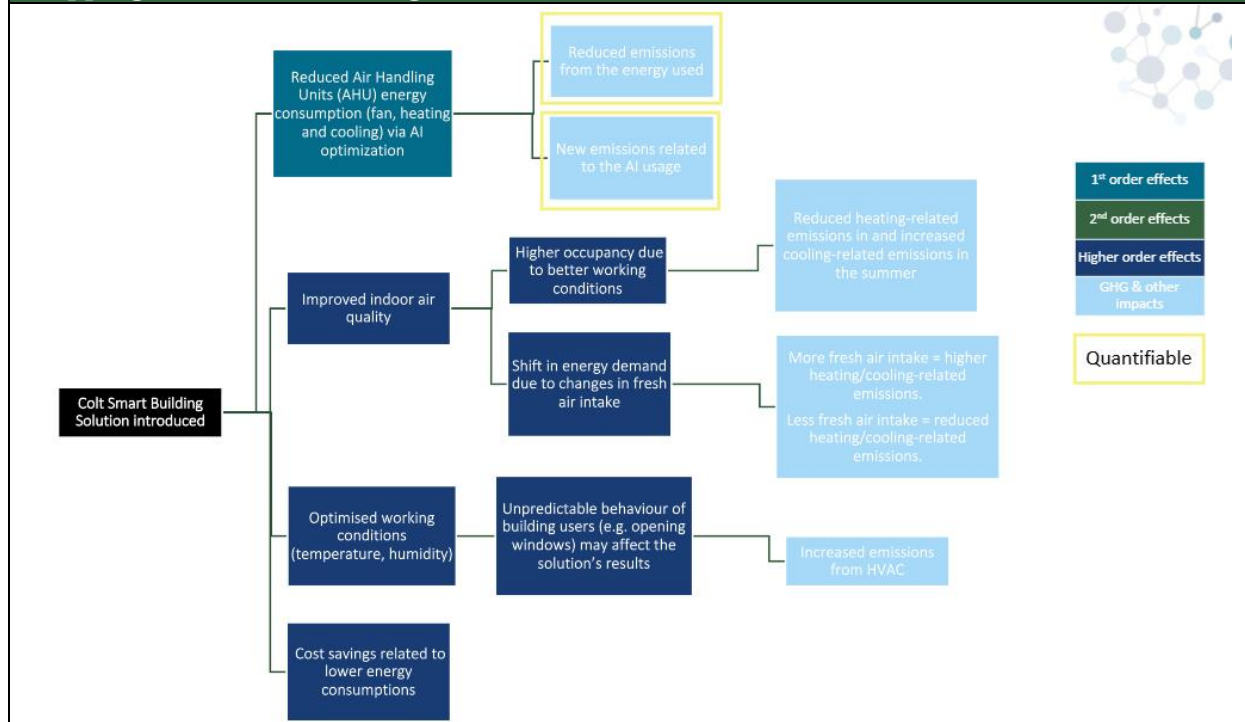 Reduced emissions
from the energy used
Reduced Air Handling
Units (AHU) energy
consumption (fan, heating
and cooling) via AI
optimization
New emissions related
to the AI usage
1st order effects
2nd order effects
Higher order effects
GHG & other
impacts
Quantifiable
Reduced heating-related
emissions in and increased
cooling-related emissions in
the summer
Higher occupancy due
to better working
conditions
Improved indoor air
quality
Shift in energy demand
due to changes in fresh
air intake
More fresh air intake = higher
heating/cooling-related
emissions.
Less fresh air intake = reduced
heating/cooling-related
emissions.
Colt Smart Building
Solution introduced
Optimised working
conditions
(temperature, humidity)
Unpredictable behaviour of
building users (e.g. opening
windows) may affect the
solution's results
Increased emissions
from HVAC
Cost savings related to
lower energy
consumptions